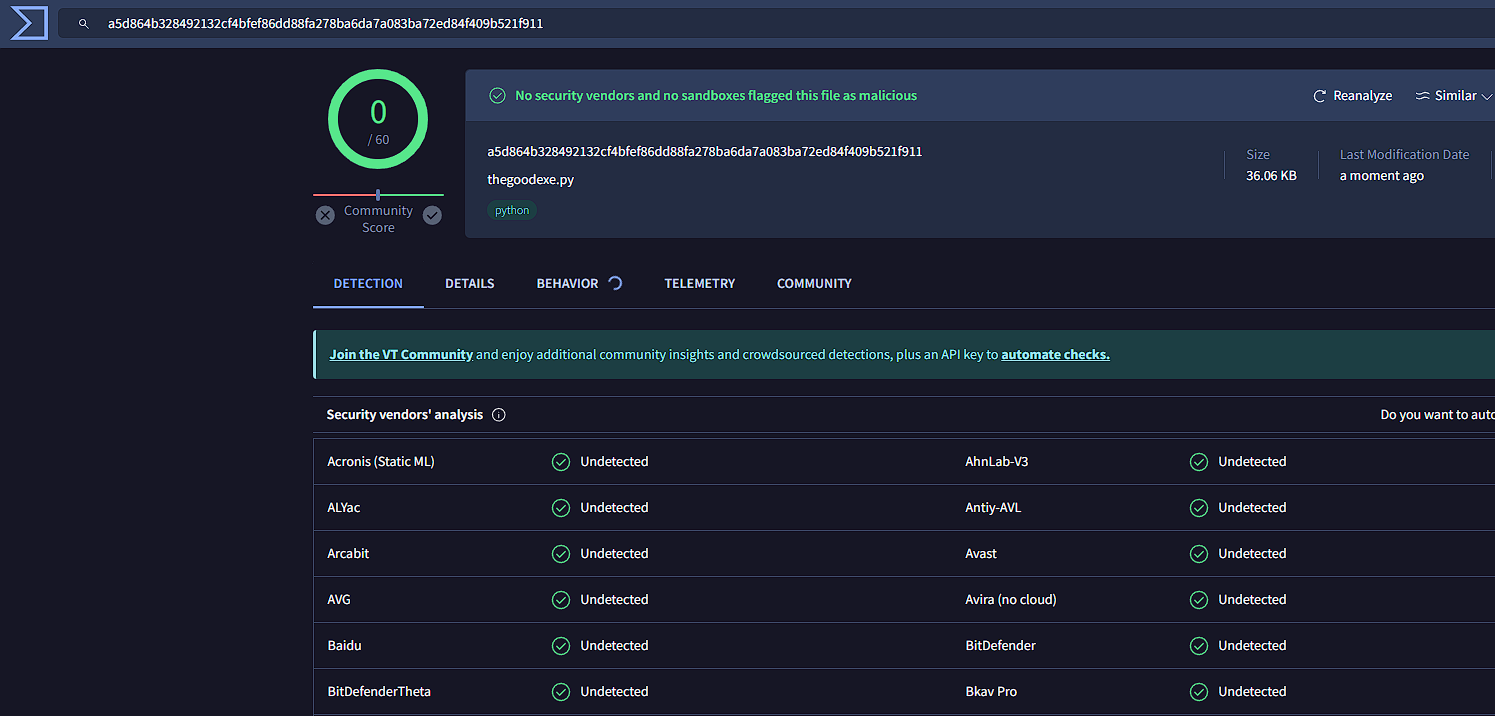 a5d864b328492132cf4bfef86dd88fa278ba6da7a083ba72ed84f409b521f911
0
/ 60
Community
Score
No security vendors and no sandboxes flagged this file as malicious
Reanalyze
Similar
a5d864b328492132cf4bfef86dd88fa278ba6da7a083ba72ed84f409b521f911
thegoodexe.py
python
Size
36.06 KB
Last Modification Date
a moment ago
DETECTION
DETAILS
BEHAVIOR
TELEMETRY
COMMUNITY
Join the VT Community and enjoy additional community insights and crowdsourced detections, plus an API key to automate checks.
Security vendors' analysis
Do you want to auto
Acronis (Static ML)
Undetected
AhnLab-V3
Undetected
ALYac
Undetected
Antiy-AVL
Undetected
Arcabit
Undetected
Avast
Undetected
AVG
Undetected
Avira (no cloud)
Undetected
Baidu
Undetected
BitDefender
Undetected
BitDefenderTheta
Undetected
Bkav Pro
Undetected